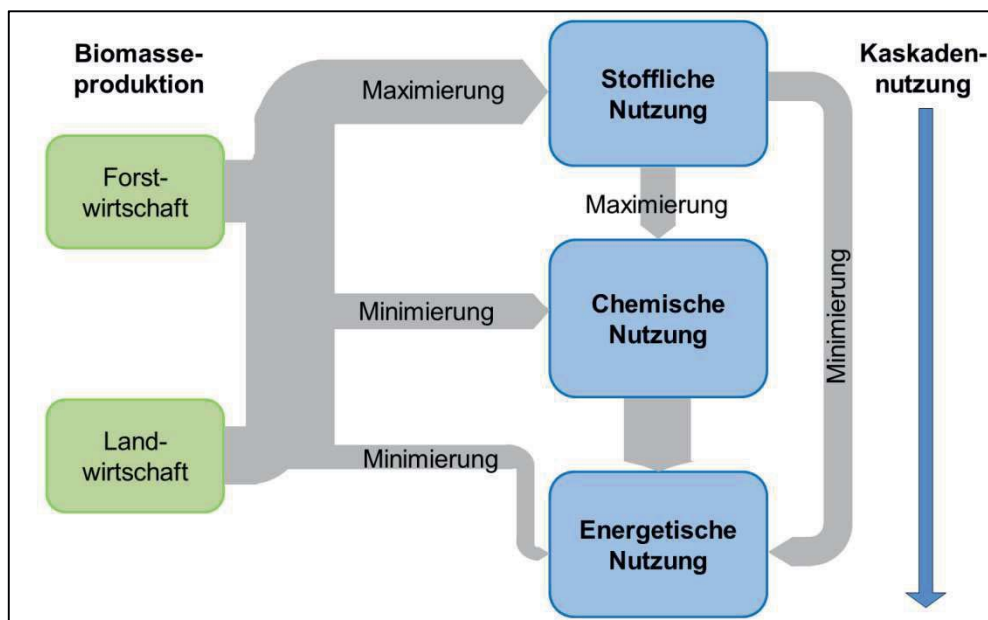 Biomasse-
produktion
Forst-
wirtschaft
Land-
wirtschaft
Maximierung
Minimierung
Minimierung
Stoffliche
Nutzung
Maximierung
Chemische
Nutzung
Energetische
Nutzung
Minimierung
Kaskaden-
nutzung